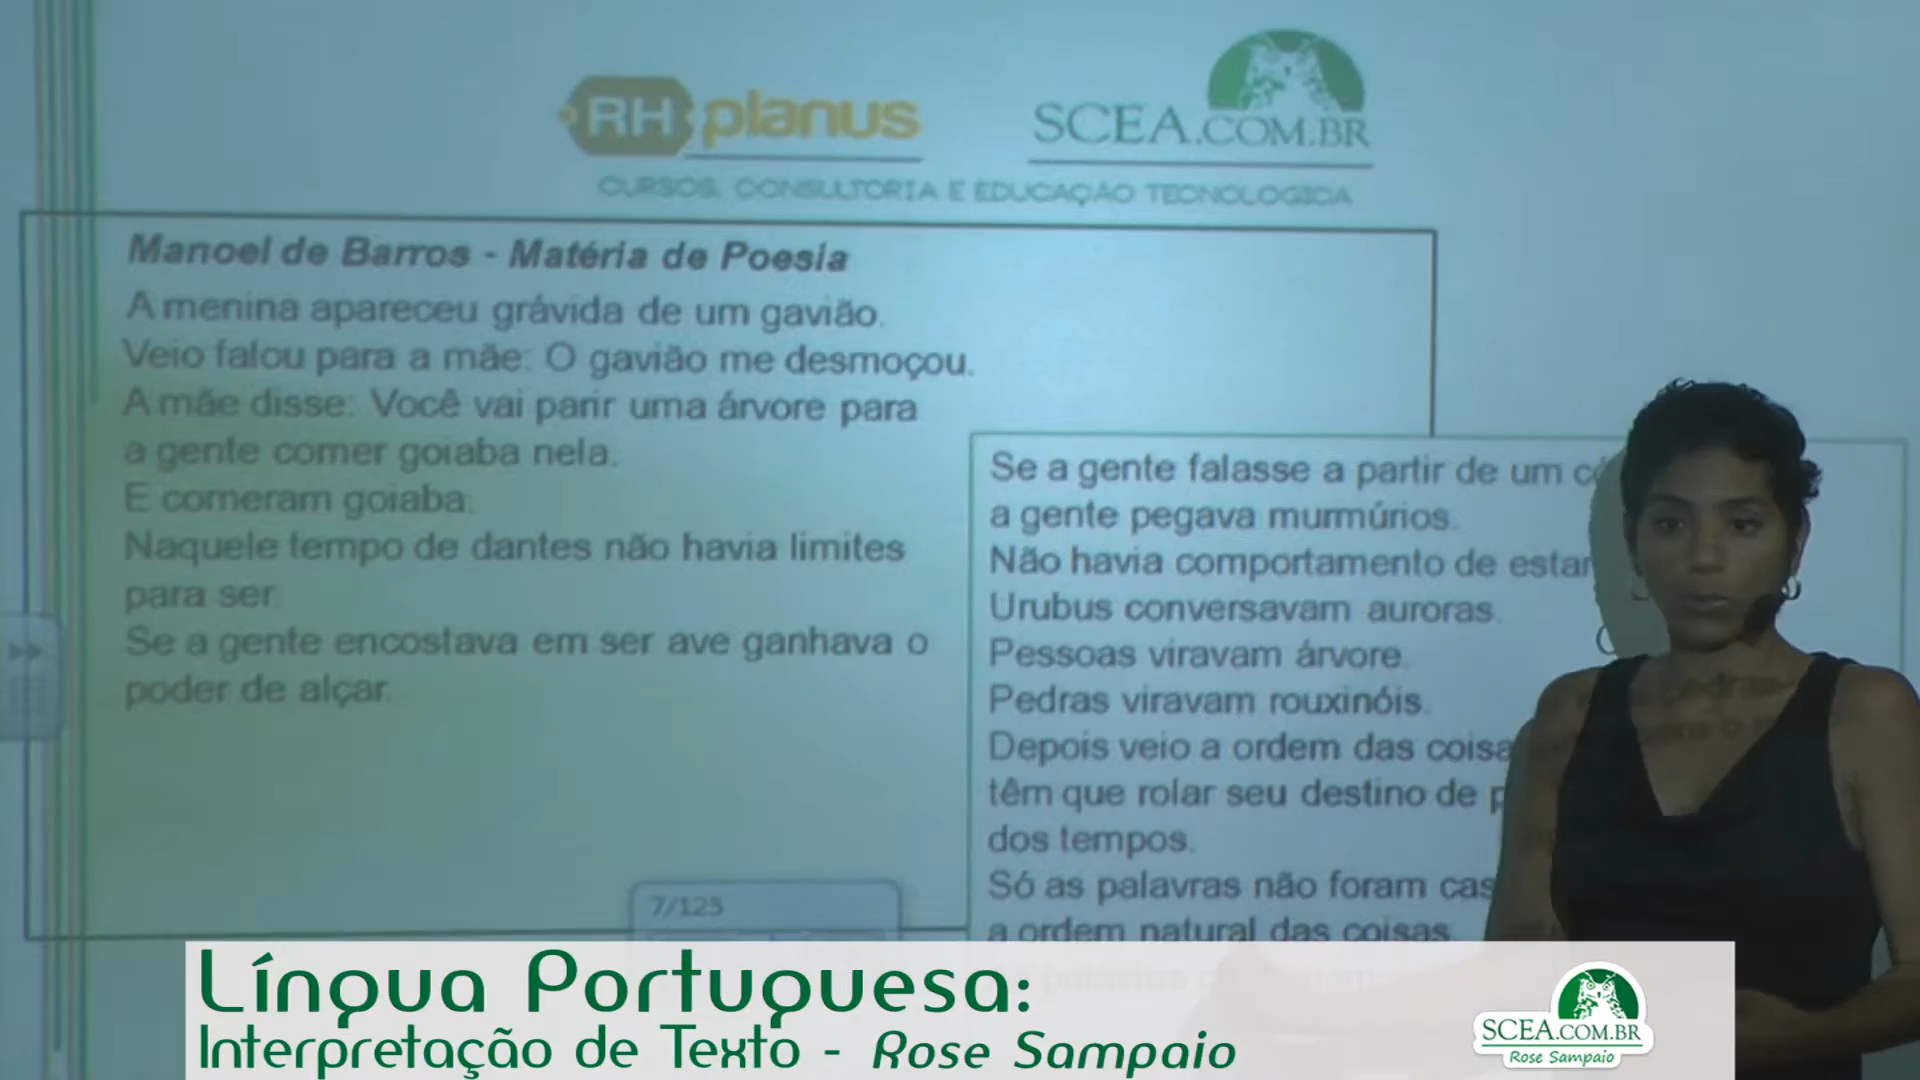 RH planus
SCEA.COM.BR
CURSOS, CONSULTORIA E EDUCAÇÃO TECNOLOGICA
Manoel de Barros - Matéria de Poesia
A menina apareceu grávida de um gavião.
Veio falou para a mãe: O gavião me desmoçou.
A mãe disse: Você vai parir uma árvore para
a gente comer goiaba nela.
E comeram goiaba.
Naquele tempo de dantes não havia limites
para ser.
Se a gente encostava em ser ave ganhava o
poder de alçar.
Se a gente falasse a partir de um
a gente pegava murmúrios.
Não havia comportamento de estar
Urubus conversavam auroras.
Pessoas viravam árvore.
Pedras viravam rouxinóis.
Depois veio a ordem das
têm que rolar seu destino de
dos tempos.
Só as palavras não foram
a ordem natural das coisas.
7/125
Língua Portuguesa:
Interpretação de Texto - Rose Sampaio
SCEA.COM.BR
Rose Sampaio